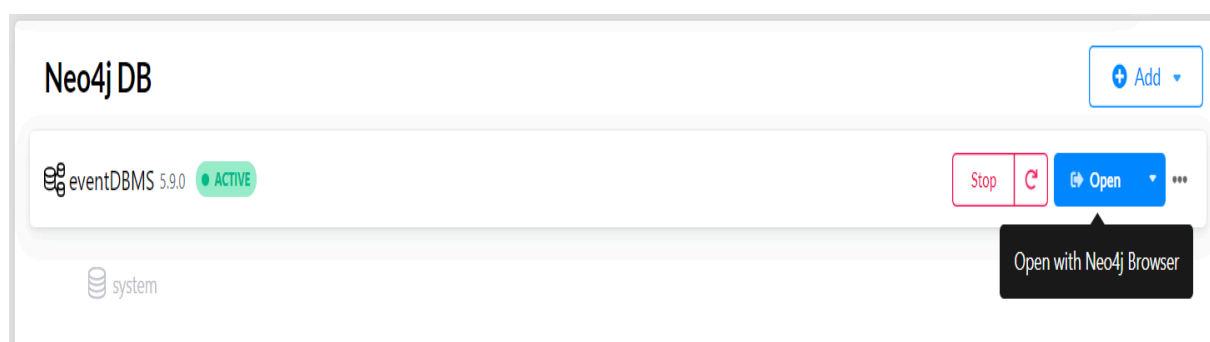 Neo4j DB
Add
eventDBMS 5.9.0 ACTIVE
Stop
Open
Open with Neo4j Browser
system